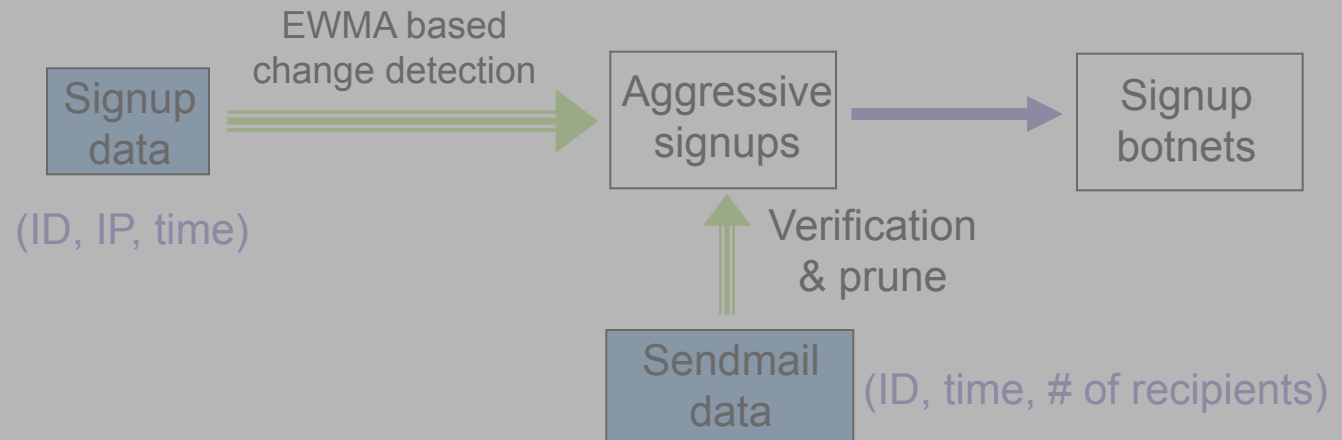 EWMA based
change detection
Signup
data
Aggressive
signups
Signup
botnets
(ID, IP, time)
Verification
& prune
Sendmail
data
(ID, time, # of recipients)